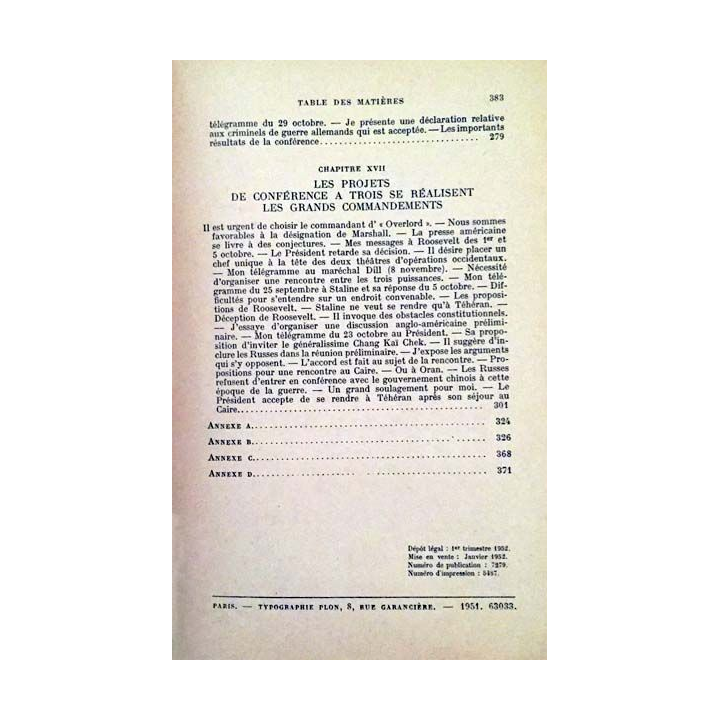 TABLE DES MATIÈRES 383
télégramme du 29 octobre. — Je présente une déclaration relative
aux criminels de guerre allemands qui est acceptée. — Les importants
résultats de la conférence................................ 279
CHAPITRE XVII
LES PROJETS
DE CONFÉRENCE A TROIS SE RÉALISENT
LES GRANDS COMMANDEMENTS
Il est urgent de choisir le commandant d' « Overlord ». — Nous sommes
favorables à la désignation de Marshall. — La presse américaine
se livre à des conjectures. — Mes messages à Roosevelt des 1er et
5 octobre. — Le Président retarde sa décision. — Il désire placer un
chef unique à la tête des deux théâtres d'opérations occidentaux.
— Mon télégramme au maréchal Dill (8 novembre). — Nécessité
d'organiser une rencontre entre les trois puissances. — Mon télé-
gramme du 25 septembre à Staline et sa réponse du 5 octobre. — Dif-
ficultés pour s'entendre sur un endroit convenable. — Les proposi-
tions de Roosevelt. — Staline ne veut se rendre qu'à Téhéran. —
Déception de Roosevelt. — Il invoque des obstacles constitutionnels.
— J'essaye d'organiser une discussion anglo-américaine prélimi-
naire. — Mon télégramme du 23 octobre au Président. — Sa propo-
sition d'inviter le généralissime Chang Kaï Chek. — Il suggère d'in-
clure les Russes dans la réunion préliminaire. — J'expose les arguments
qui s'y opposent. — L'accord est fait au sujet de la rencontre. — Pro-
positions pour une rencontre au Caire. — Ou à Oran. — Les Russes
refusent d'entrer en conférence avec le gouvernement chinois à cette
époque de la guerre. — Un grand soulagement pour moi. — Le
Président accepte de se rendre à Téhéran après son séjour au
Caire................................................ 301
ANNEXE A............................................ 324
ANNEXE B............................................ 326
ANNEXE C............................................ 368
ANNEXE D............................................ 371
Dépôt légal : 1er trimestre 1952.
Mise en vente : Janvier 1952.
Numéro de publication : 7279.
Numéro d'impression : 5487.
PARIS. — TYPOGRAPHIE PLON, 8, RUE GARANCIÈRE. — 1951. 63033.